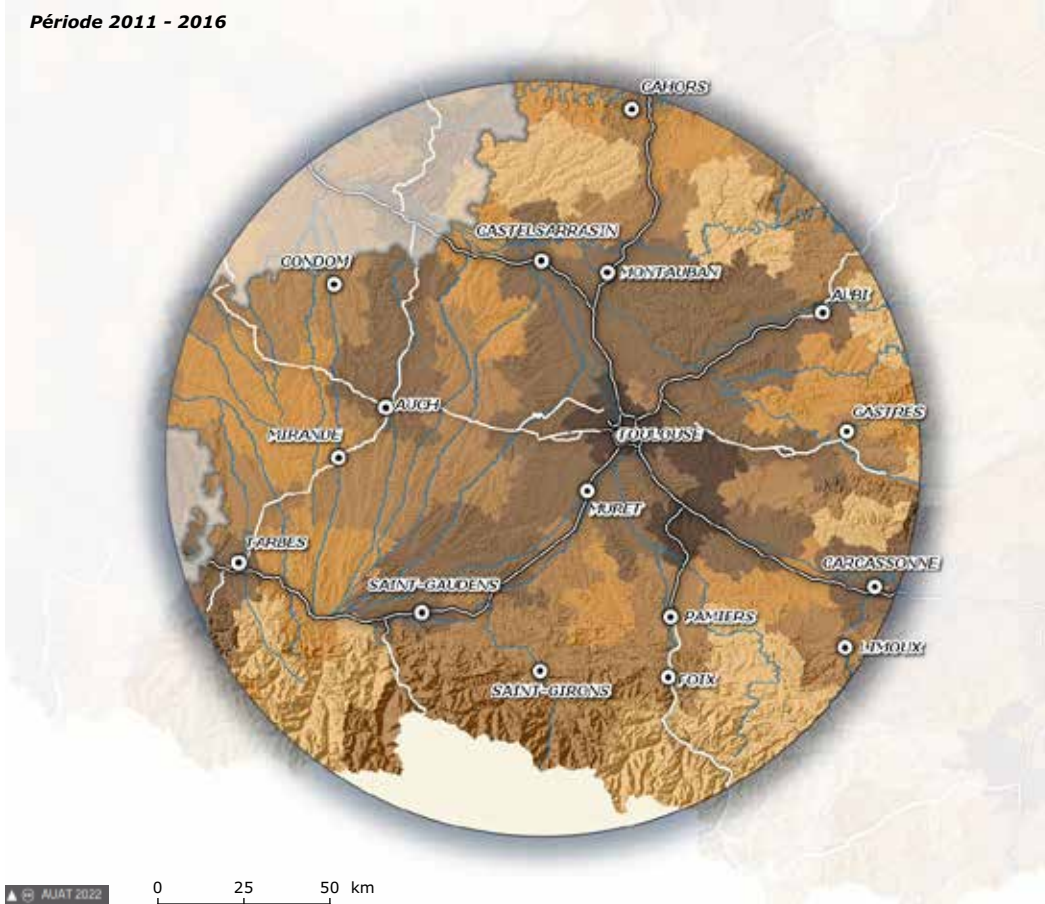 Période 2011 - 2016
CAHORS
CASTELSARRASIN
CONDOM
MONTAUBAN
ALBI
AUCH
CASTRES
MIRANDE
TOULOUSE
MURET
TARBES
CARCASSONNE
SAINT-GAUDENS
PAMIERS
LIMOUX
FOIX
SAINT-GIRONS
AUAT 2022
0 25 50 km